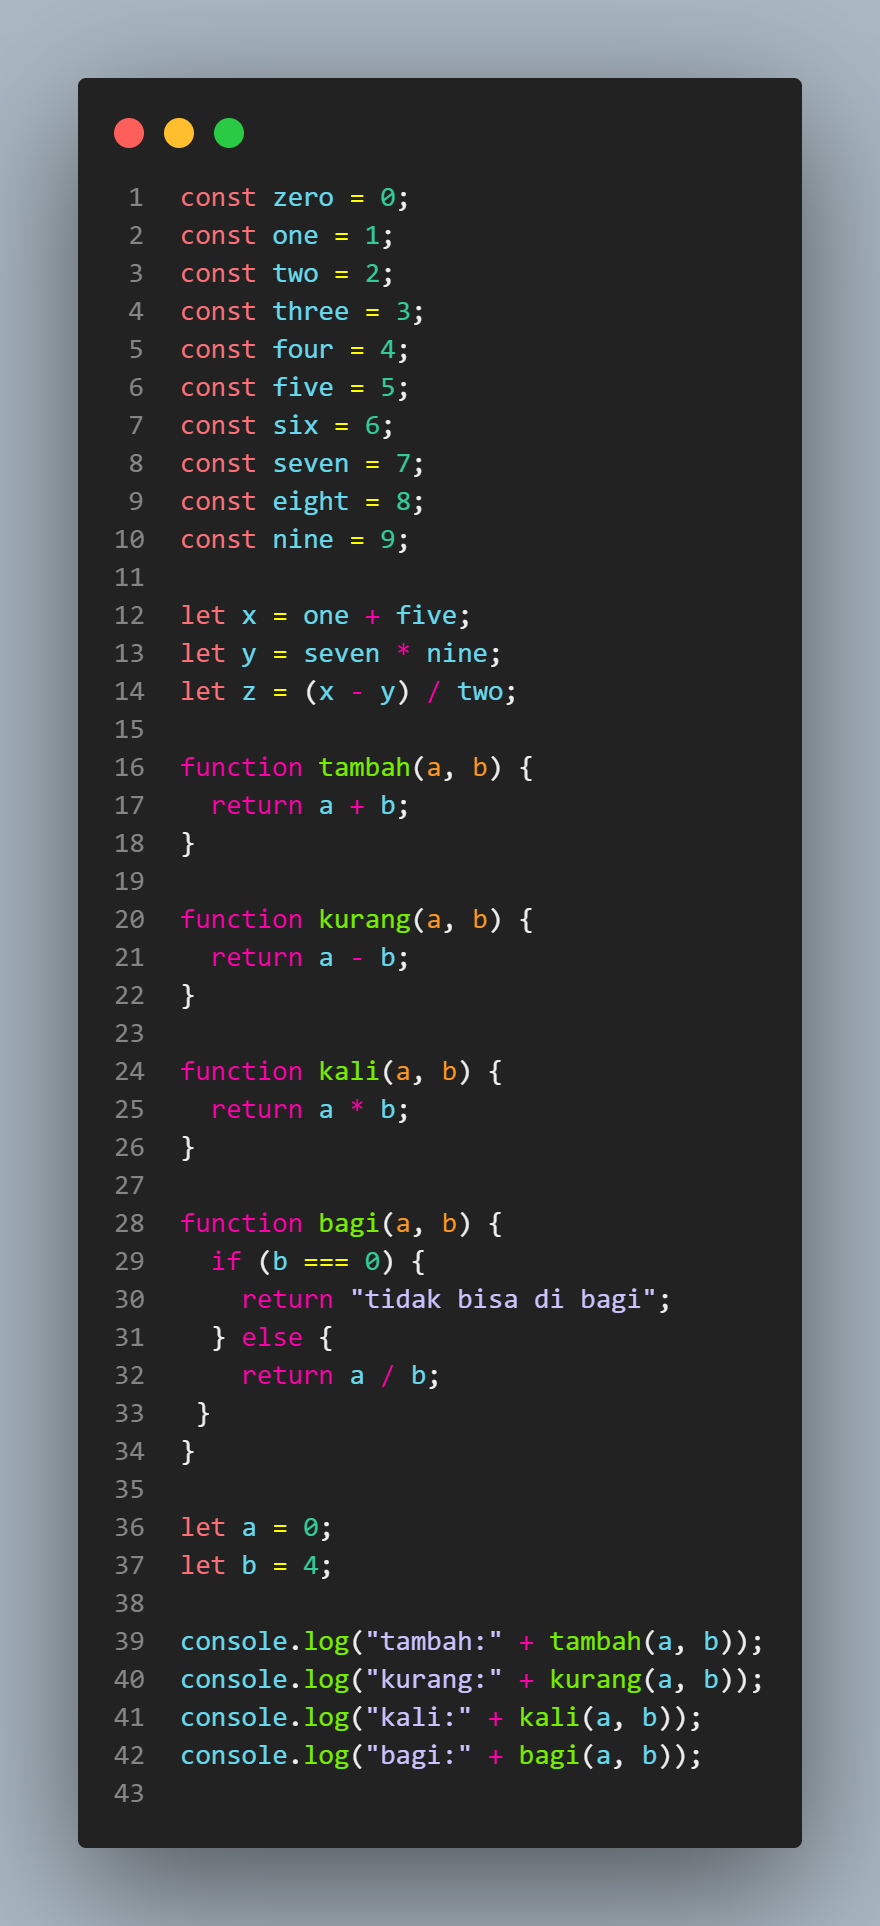 1 const zero = 0;
2 const one = 1;
3 const two = 2;
4 const three = 3;
5 const four = 4;
6 const five = 5;
7 const six = 6;
8 const seven = 7;
9 const eight = 8;
10 const nine = 9;
11
12 let x = one + five;
13 let y = seven * nine;
14 let z = (x - y) / two;
15
16 function tambah(a, b) {
17   return a + b;
18 }
19
20 function kurang(a, b) {
21   return a - b;
22 }
23
24 function kali(a, b) {
25   return a * b;
26 }
27
28 function bagi(a, b) {
29   if (b === 0) {
30     return "tidak bisa di bagi";
31   } else {
32     return a / b;
33  }
34 }
35
36 let a = 0;
37 let b = 4;
38
39 console.log("tambah:" + tambah(a, b));
40 console.log("kurang:" + kurang(a, b));
41 console.log("kali:" + kali(a, b));
42 console.log("bagi:" + bagi(a, b));
43